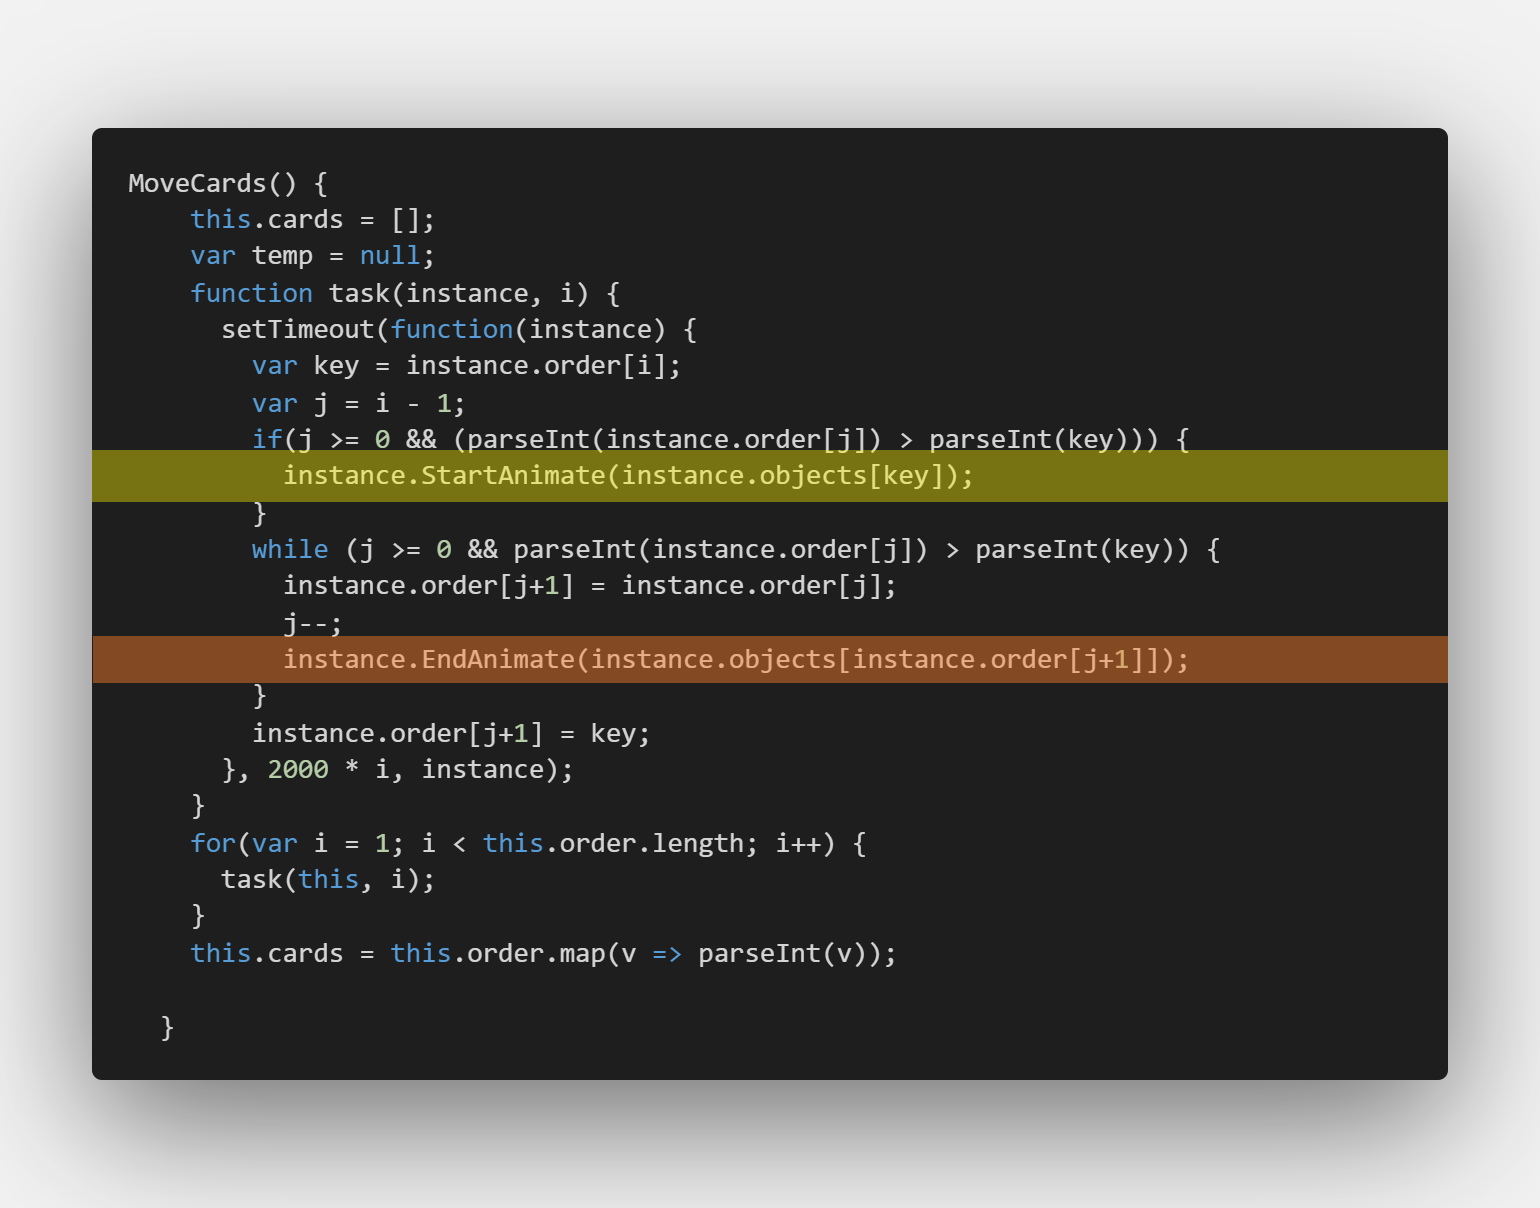 MoveCards() {
    this.cards = [];
    var temp = null;
    function task(instance, i) {
      setTimeout(function(instance) {
        var key = instance.order[i];
        var j = i - 1;
        if(j >= 0 && (parseInt(instance.order[j]) > parseInt(key))) {
          instance.StartAnimate(instance.objects[key]);
        }
        while (j >= 0 && parseInt(instance.order[j]) > parseInt(key)) {
          instance.order[j+1] = instance.order[j];
          j--;
          instance.EndAnimate(instance.objects[instance.order[j+1]]);
        }
        instance.order[j+1] = key;
      }, 2000 * i, instance);
    }
    for(var i = 1; i < this.order.length; i++) {
      task(this, i);
    }
    this.cards = this.order.map(v => parseInt(v));
  }